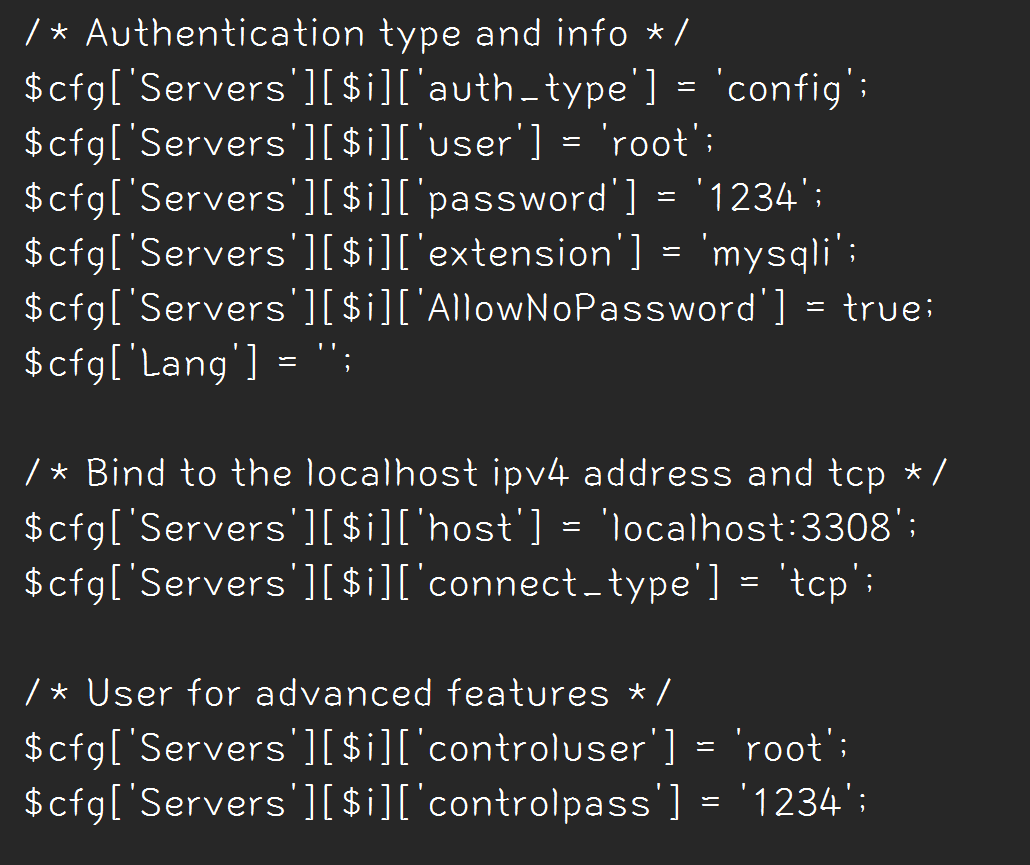 /* Authentication type and info */
$cfg['Servers'][$i]['auth_type'] = 'config';
$cfg['Servers'][$i]['user'] = 'root';
$cfg['Servers'][$i]['password'] = '1234';
$cfg['Servers'][$i]['extension'] = 'mysqli';
$cfg['Servers'][$i]['AllowNoPassword'] = true;
$cfg['Lang'] = '';
/* Bind to the localhost ipv4 address and tcp */
$cfg['Servers'][$i]['host'] = 'localhost:3308';
$cfg['Servers'][$i]['connect_type'] = 'tcp';
/* User for advanced features */
$cfg['Servers'][$i]['controluser'] = 'root';
$cfg['Servers'][$i]['controlpass'] = '1234';